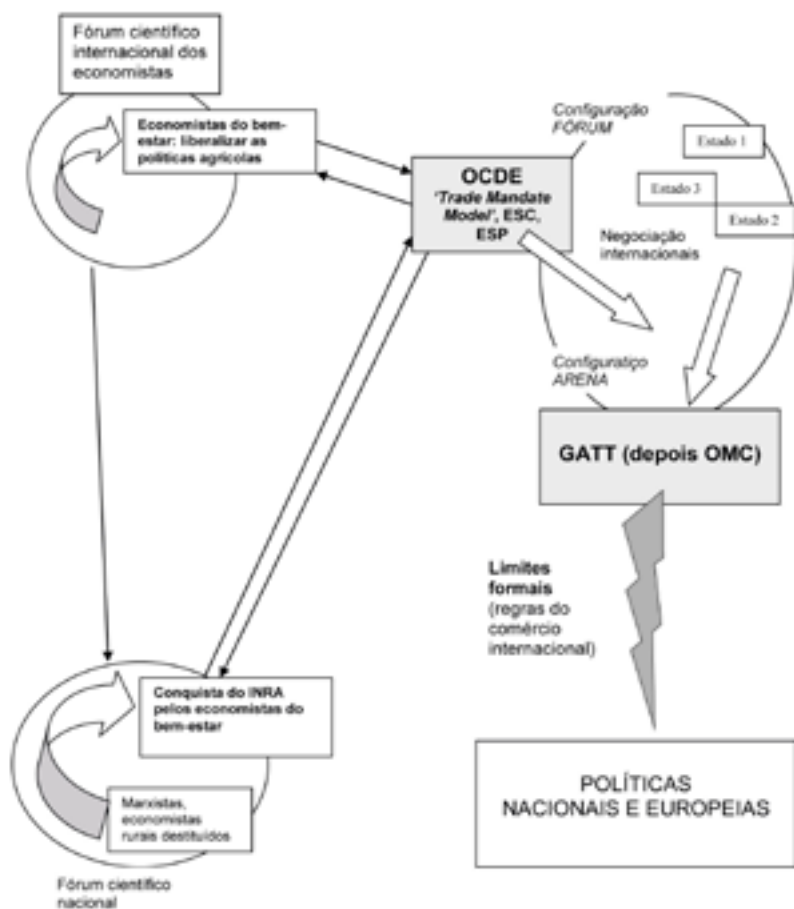 Fórum científico
internacional dos
economistas
Economistas do bem-
estar: liberalizar as
políticas agrícolas
OCDE
'Trade Mandate
Model', ESC,
ESP
Configuração
FÓRUM
Estado 1
Estado 3
Estado 2
Negociação
internacionais
Configuratiço
ARENA
GATT (depois OMC)
Limites
formais
(regras do
comércio
internacional)
Conquista do INRA
pelos economistas do
bem-estar
Marxistas,
economistas
rurais destituídos
Fórum científico
nacional
POLÍTICAS
NACIONAIS E EUROPEIAS